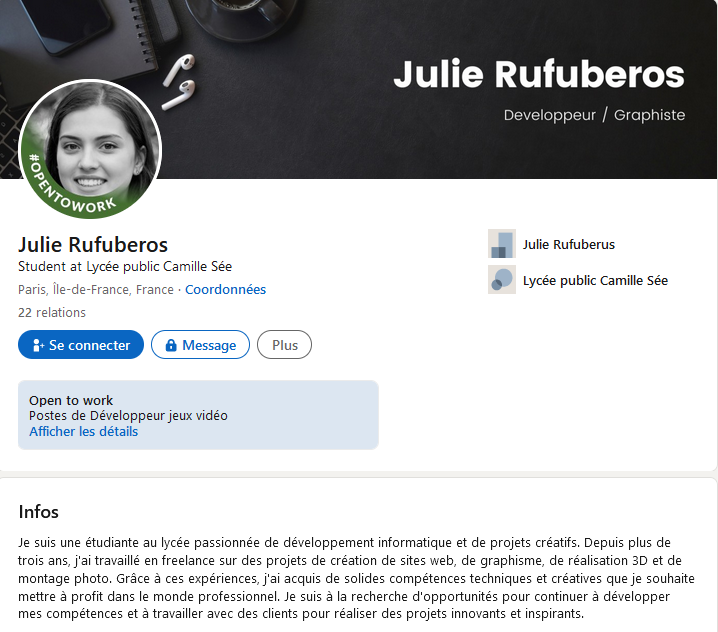 Julie Rufuberos
Developpeur / Graphiste
#OPENTOWORK
Julie Rufuberos
Student at Lycée public Camille Sée
Paris, Île-de-France, France · Coordonnées
22 relations
Se connecter
Message
Plus
Julie Rufuberus
Lycée public Camille Sée
Open to work
Postes de Développeur jeux vidéo
Afficher les détails
Infos
Je suis une étudiante au lycée passionnée de développement informatique et de projets créatifs. Depuis plus de
trois ans, j'ai travaillé en freelance sur des projets de création de sites web, de graphisme, de réalisation 3D et de
montage photo. Grâce à ces expériences, j'ai acquis de solides compétences techniques et créatives que je souhaite
mettre à profit dans le monde professionnel. Je suis à la recherche d'opportunités pour continuer à développer
mes compétences et à travailler avec des clients pour réaliser des projets innovants et inspirants.